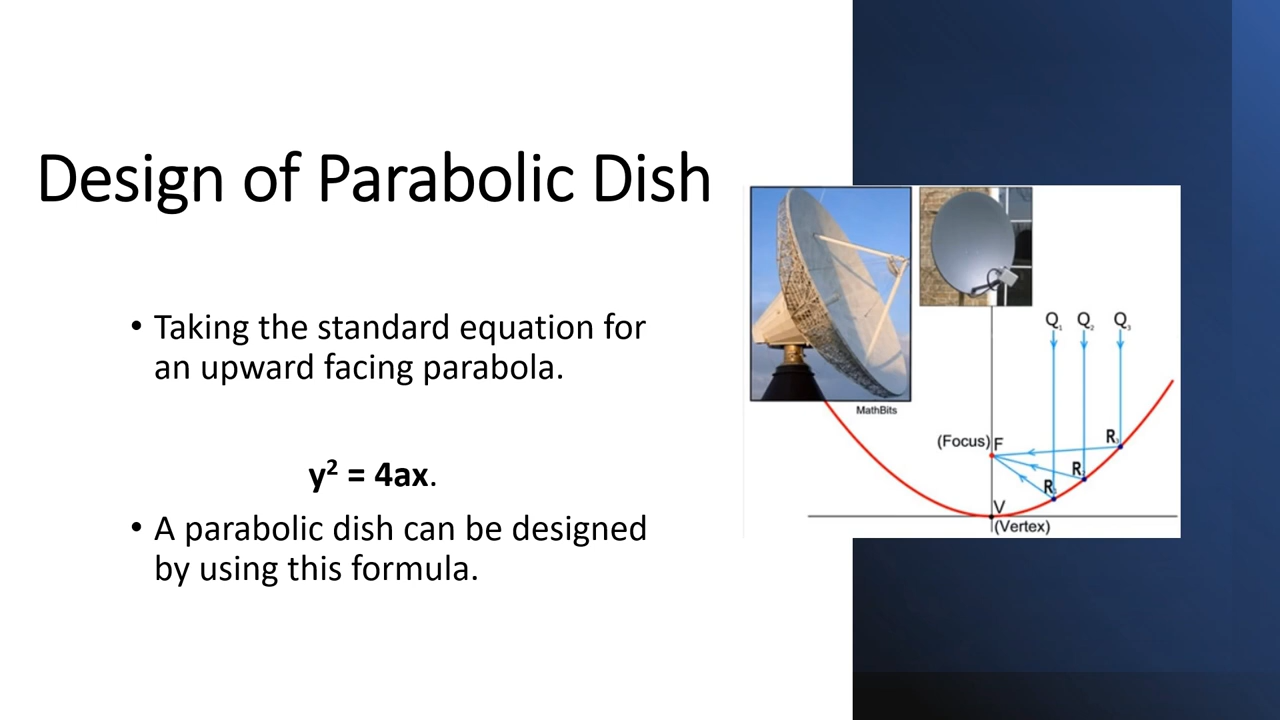 Design of Parabolic Dish
• Taking the standard equation for
an upward facing parabola.
y² = 4ax.
• A parabolic dish can be designed
by using this formula.
MathBits
Q₁ Q₂ Q₃
(Focus) F
R₃
R₂
R₁
V
(Vertex)